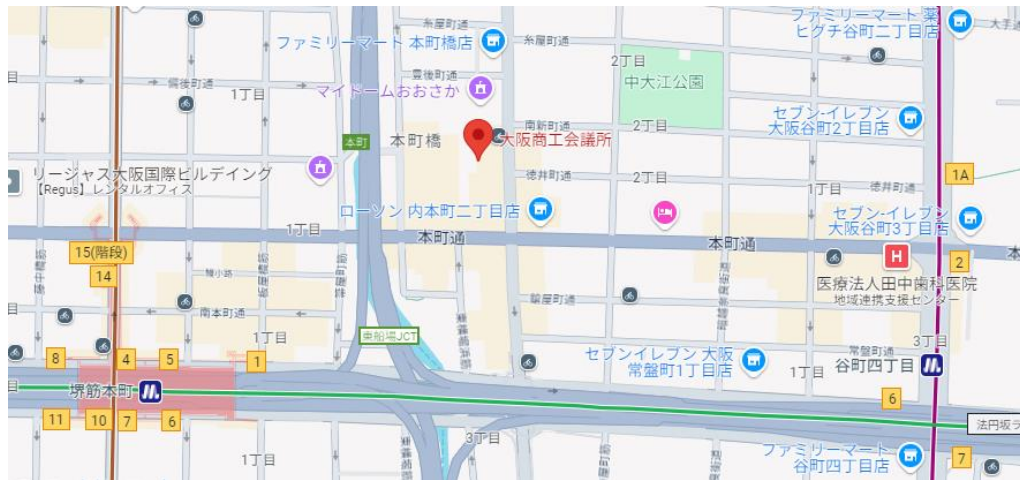 糸屋町通
ファミリーマート 薬
ヒグチ谷町二丁目店
大手
ファミリーマート 本町橋店
糸屋町通
2丁目
豊後町通
中大江公園
備後町通
1丁目
マイドームおおさか
セブン-イレブン
大阪谷町2丁目店
南新町通
2丁目
本町
本町橋
大阪商工会議所
リージャス大阪国際ビルデイング
【Regus】レンタルオフィス
徳井町通
2丁目
1丁目
徳井町通
1A
ローソン 内本町二丁目店
セブン-イレブン
大阪谷町3丁目店
1丁目
本町通
本町通
本
15(階段)
H
2
14
医療法人田中歯科医院
地域連携支援センター
南本町通
1丁目
東船場JCT
3丁目
常盤町通
セブンイレブン 大阪
常盤町1丁目店
1丁目
谷町四丁目
8
4
5
1
堺筋本町
6
11
10
7
6
法円坂ラ
3丁目
1丁目
ファミリーマート
谷町四丁目店
7